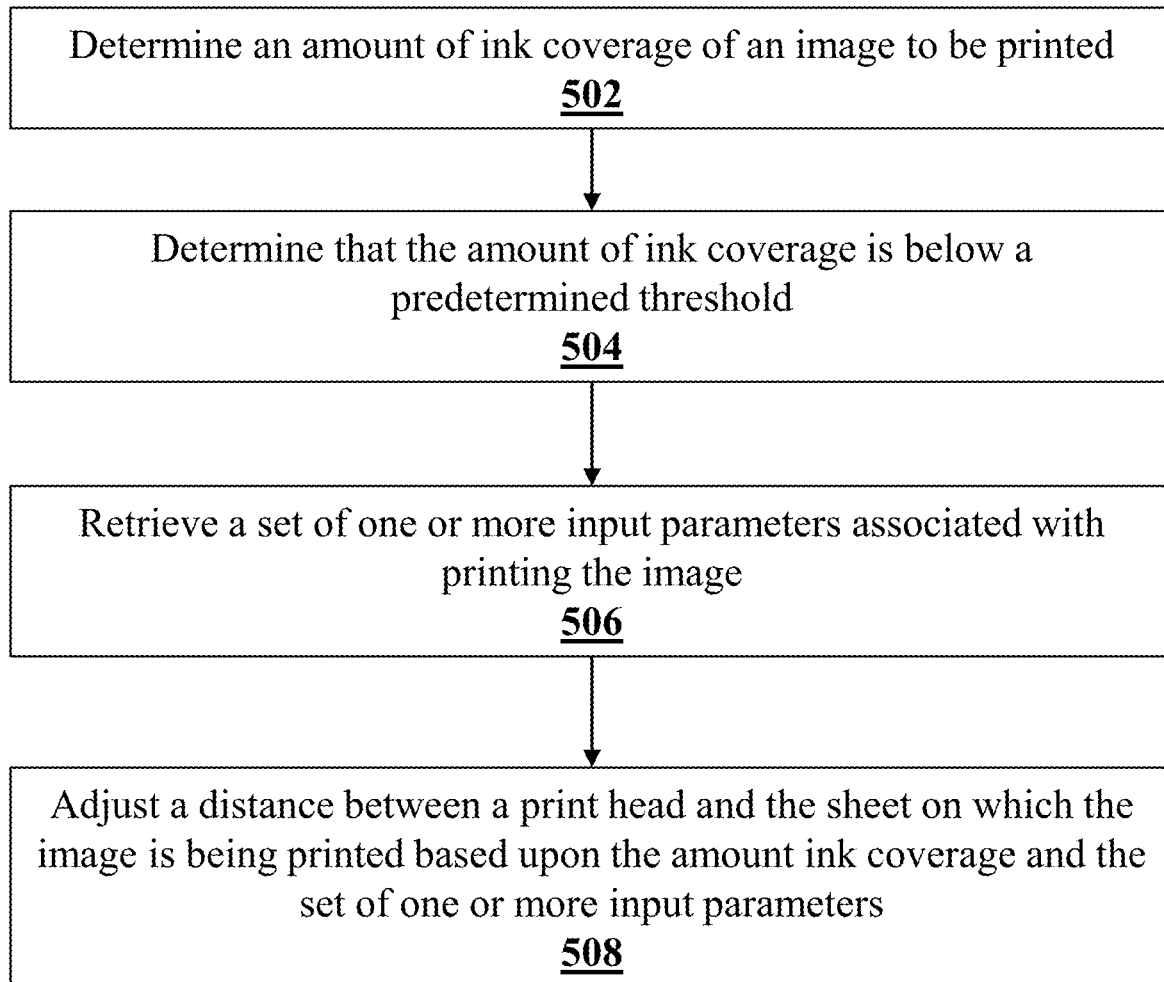 Determine an amount of ink coverage of an image to be printed
502
Determine that the amount of ink coverage is below a
predetermined threshold
504
Retrieve a set of one or more input parameters associated with
printing the image
506
Adjust a distance between a print head and the sheet on which the
image is being printed based upon the amount ink coverage and the
set of one or more input parameters
508